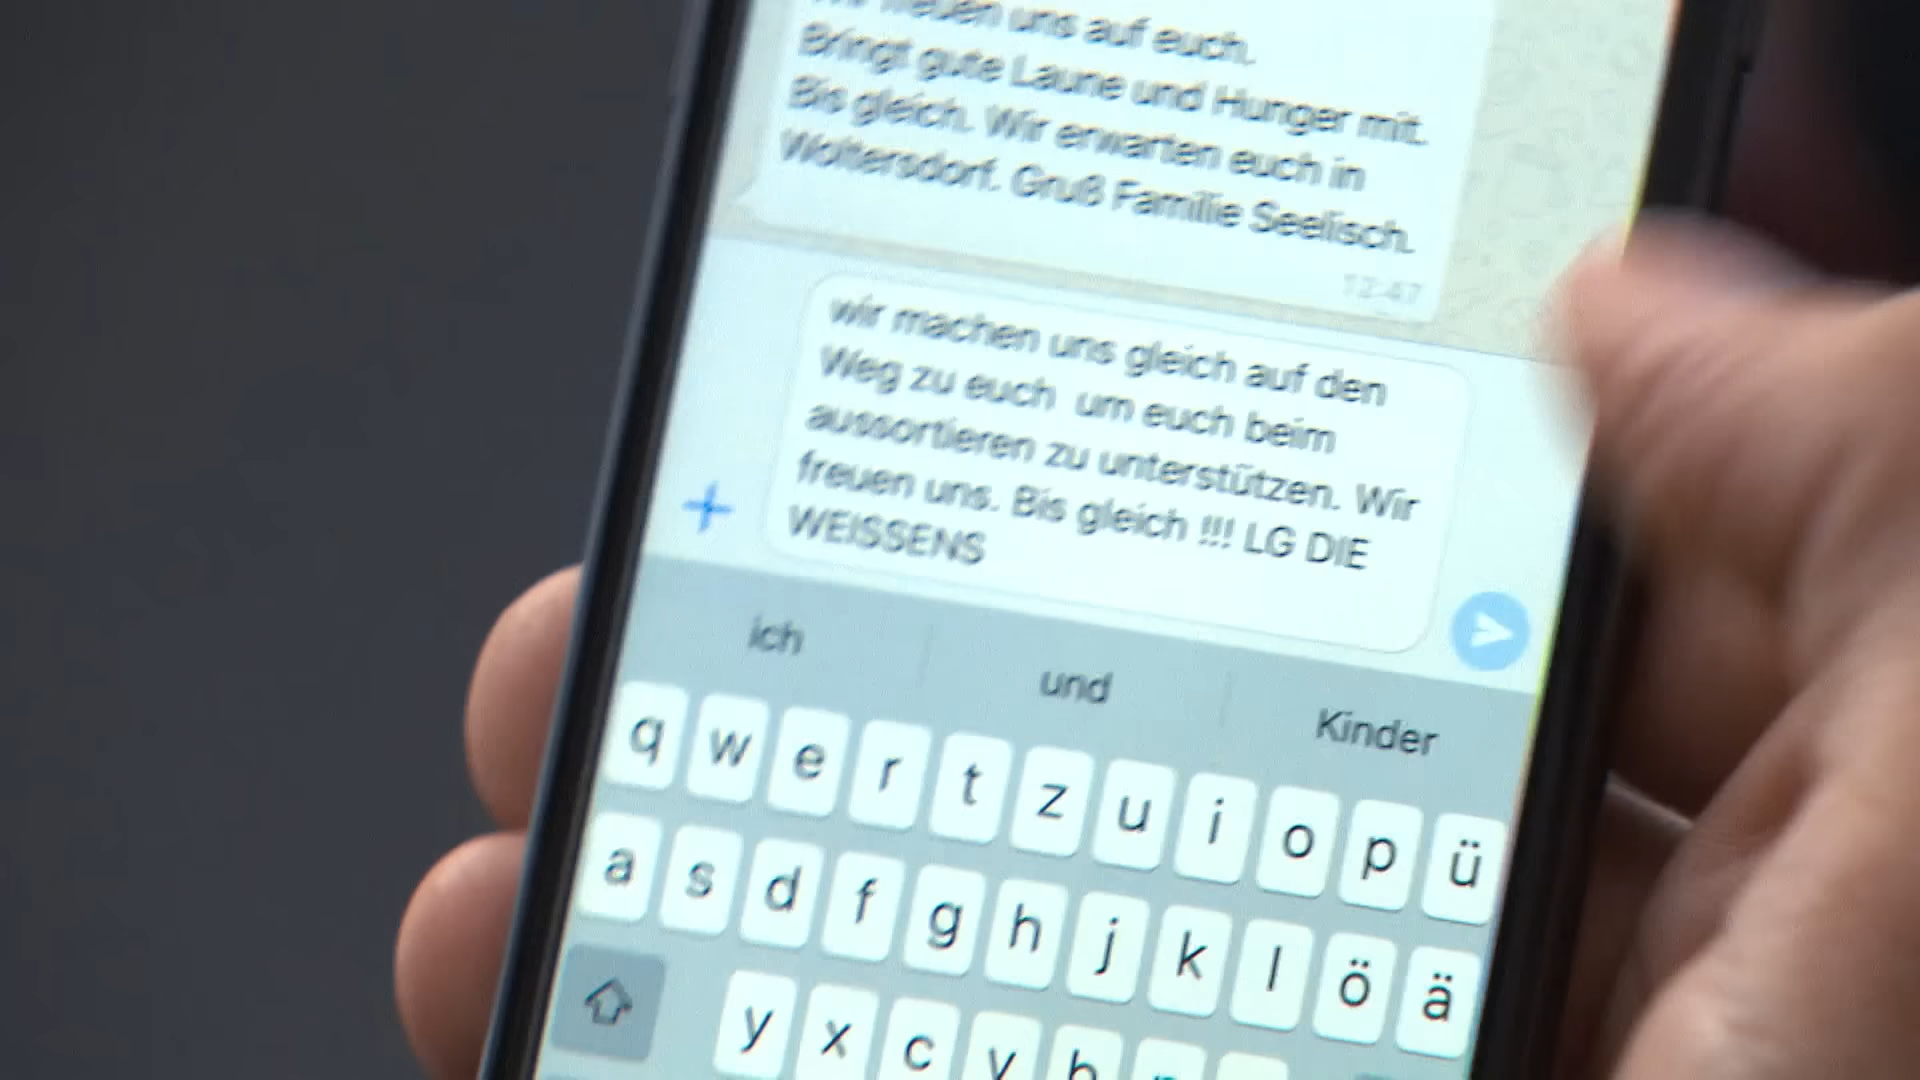 freuen uns auf euch.
Bringt gute Laune und Hunger mit.
Bis gleich. Wir erwarten euch in
Woltersdorf. Gruß Familie Seelisch.
12:47
wir machen uns gleich auf den
Weg zu euch um euch beim
aussortieren zu unterstützen. Wir
freuen uns. Bis gleich !!! LG DIE
WEISSENS
ich und Kinder
q w e r t z u i o p ü
a s d f g h j k l ö ä
y x c v b